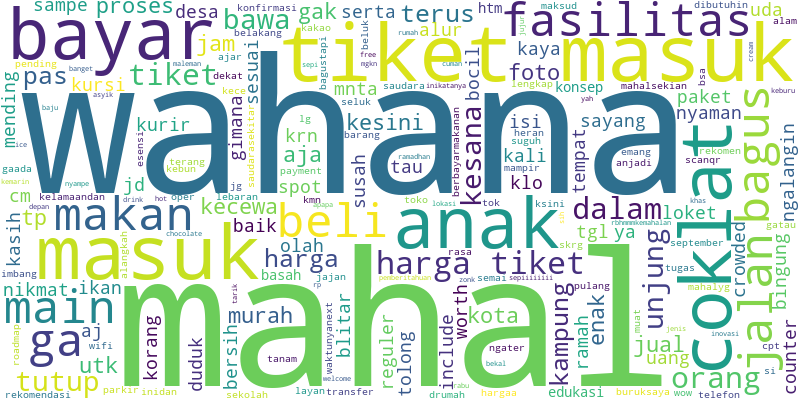 sampe proses
desa
bawa
konfirmasi
kakao
gak
beluk
serta
rumah
terus
htm
maksud
dibutuhin
uda
alam
pending
bayar
maleman
banget
jam
belakang
ajar
free
mgkn
sepi
bagustapi
alur
cuman
fasilitas
jujur
cream
tiket masuk
mending
pas
kursi
tiket
dekat
kece
sesuai
foto
kaya
lengkap
inikatanya
konsep
mahalsekian
bsa
keburu
baju
asyik
wahana
saudara
seluk
bocil
yah
paket
nyaman
ice
gaada
kurir
esensi
gimana
saudarasekitar
mnta
lg
krn
kesini
barang
berbayarmakanan
kesana
isi
heran
suguh
sayang
emang
rekomen
scanqr
coklat
bagus
ngalangin
kemarin
nyampe
cm
terang
kebun
jd
aja
payment
ramadhan
tau
kali
mampir
anjadi
klo
tempat
kasih
kelamaandan
jg
lebaran
spot
kmn
susah
toko
lokasi
tok
ksini
dalam
loket
khas
rbhmmmkemahalan
gatau
depan
drink
hot
oper
tp
makan
kecewa
apapa
beli
anak
sih
skrg
tgl
ya
september
crowded
jalan
bingung
imbang
chocolate
alangkah
baik
olah
pemberitahuan
rasa
masuk
harga
harga tiket
unjung
tugas
mahalyg
nikmat
ikan
basah
jajan
rp
zonk
semai
sepiiiiiiii
pulang
tarik
main
mahal
kota
worth
kampung
enak
ramah
muat
jenis
inovasi
roadmap
wifi
aj
ga
korang
murah
blitar
waktunyanext
include
ngater
jual
uang
cpt
counter
duduk
bersih
tanam
reguler
tolong
rabu
bekal
orang
si
tutup
utk
parkir
inidan
sekolah
layan
welcome
transfer
drumah
hargaa
edukasi
buruksaya
wow
telefon
rekomendasi